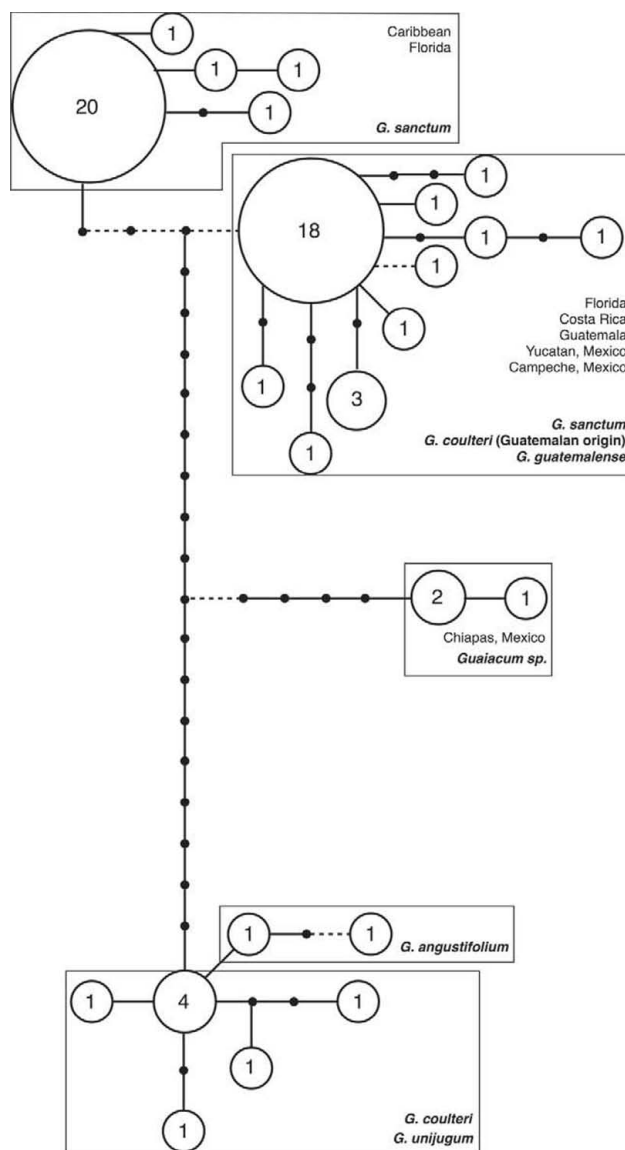 1
Caribbean
Florida
1 1
20
1
G. sanctum
1
1
18
1 1
1
Florida
Costa Rica
Guatemala
Yucatan, Mexico
Campeche, Mexico
1
1
3
G. sanctum
G. coulteri (Guatemalan origin)
G. guatemalense
1
2 1
Chiapas, Mexico
Guaiacum sp.
1 1
G. angustifolium
1 4 1
1
G. coulteri
G. unijugum
1